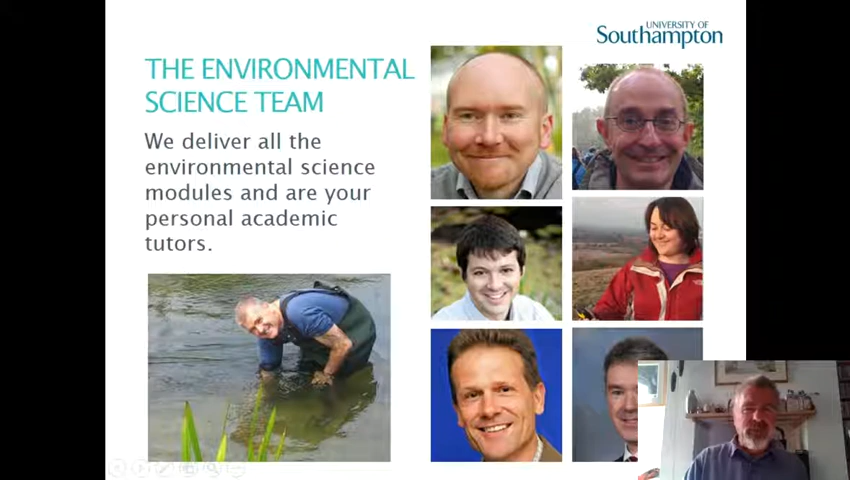 UNIVERSITY OF
Southampton
THE ENVIRONMENTAL
SCIENCE TEAM
We deliver all the
environmental science
modules and are your
personal academic
tutors.